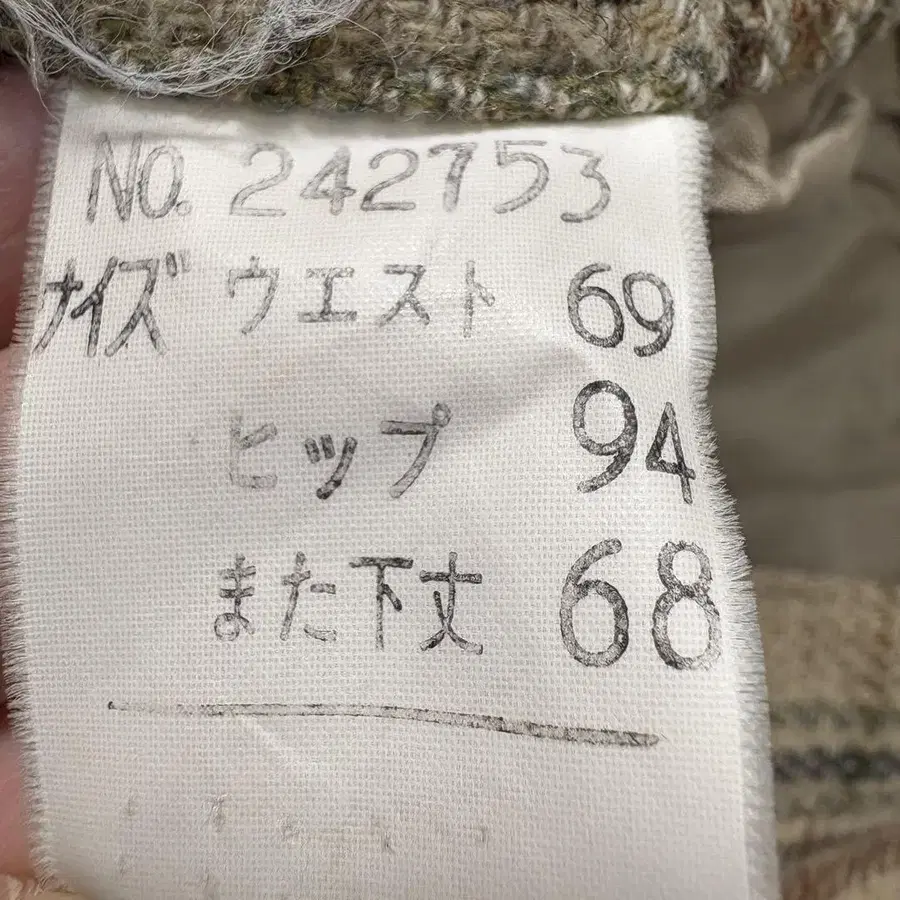 NO. 242753
サイズ ウエスト 69
ヒップ 94
また下丈 68